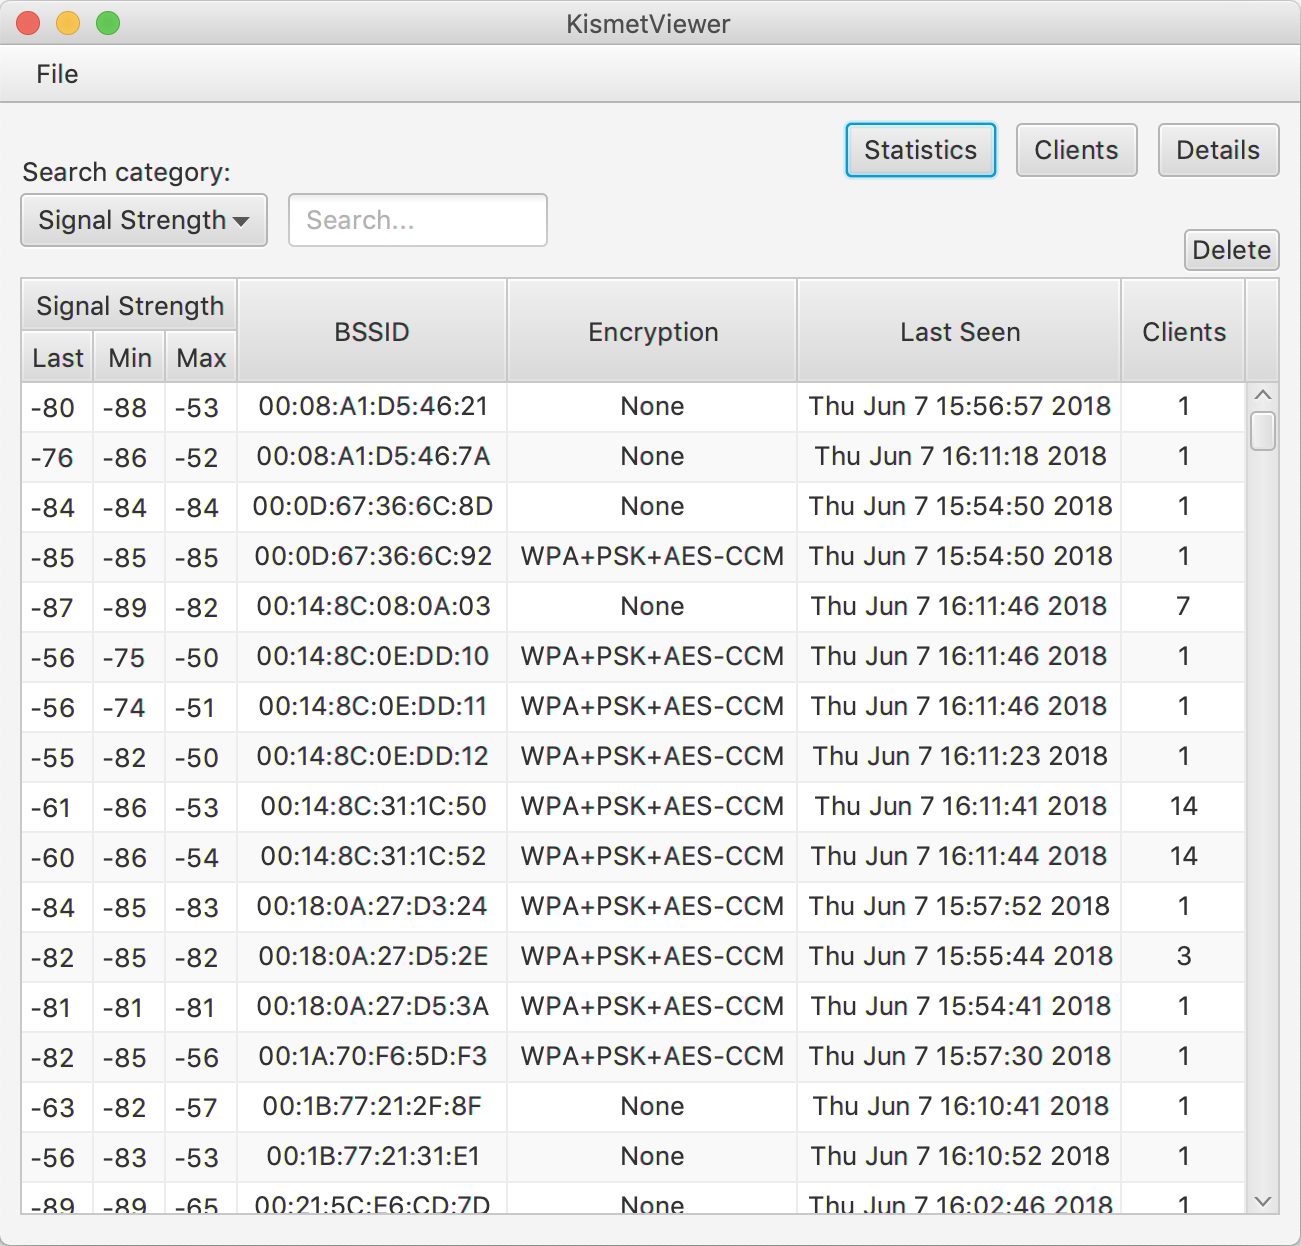 KismetViewer
File
Statistics Clients Details
Search category:
Signal Strength Search...
Delete
Signal Strength BSSID Encryption Last Seen Clients
Last Min Max
-80 -88 -53 00:08:A1:D5:46:21 None Thu Jun 7 15:56:57 2018 1
-76 -86 -52 00:08:A1:D5:46:7A None Thu Jun 7 16:11:18 2018 1
-84 -84 -84 00:0D:67:36:6C:8D None Thu Jun 7 15:54:50 2018 1
-85 -85 -85 00:0D:67:36:6C:92 WPA+PSK+AES-CCM Thu Jun 7 15:54:50 2018 1
-87 -89 -82 00:14:8C:08:0A:03 None Thu Jun 7 16:11:46 2018 7
-56 -75 -50 00:14:8C:0E:DD:10 WPA+PSK+AES-CCM Thu Jun 7 16:11:46 2018 1
-56 -74 -51 00:14:8C:0E:DD:11 WPA+PSK+AES-CCM Thu Jun 7 16:11:46 2018 1
-55 -82 -50 00:14:8C:0E:DD:12 WPA+PSK+AES-CCM Thu Jun 7 16:11:23 2018 1
-61 -86 -53 00:14:8C:31:1C:50 WPA+PSK+AES-CCM Thu Jun 7 16:11:41 2018 14
-60 -86 -54 00:14:8C:31:1C:52 WPA+PSK+AES-CCM Thu Jun 7 16:11:44 2018 14
-84 -85 -83 00:18:0A:27:D3:24 WPA+PSK+AES-CCM Thu Jun 7 15:57:52 2018 1
-82 -85 -82 00:18:0A:27:D5:2E WPA+PSK+AES-CCM Thu Jun 7 15:55:44 2018 3
-81 -81 -81 00:18:0A:27:D5:3A WPA+PSK+AES-CCM Thu Jun 7 15:54:41 2018 1
-82 -85 -56 00:1A:70:F6:5D:F3 WPA+PSK+AES-CCM Thu Jun 7 15:57:30 2018 1
-63 -82 -57 00:1B:77:21:2F:8F None Thu Jun 7 16:10:41 2018 1
-56 -83 -53 00:1B:77:21:31:E1 None Thu Jun 7 16:10:52 2018 1
-89 -89 -65 00:21:5C:E6:CD:7D None Thu Jun 7 16:02:46 2018 1